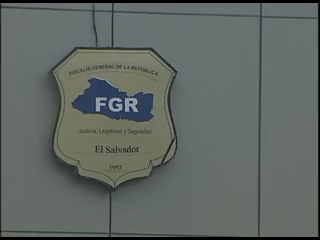 FISCALÍA GENERAL DE LA REPÚBLICA
FGR
Justicia, Legalidad y Seguridad
El Salvador
1952